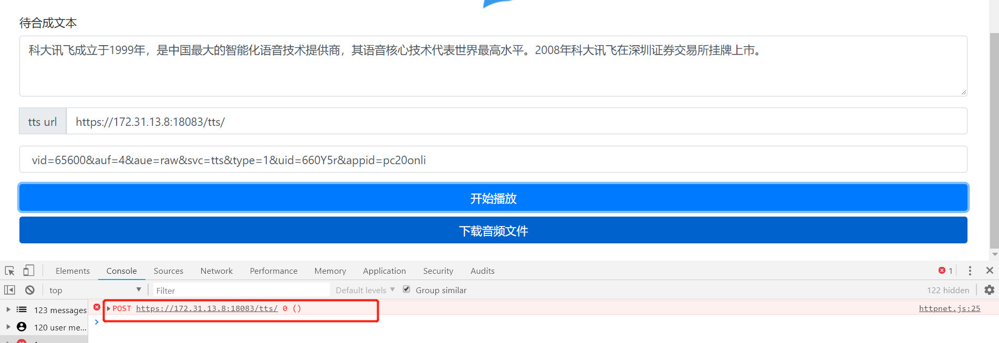 待合成文本
科大讯飞成立于1999年，是中国最大的智能化语音技术提供商，其语音核心技术代表世界最高水平。2008年科大讯飞在深圳证券交易所挂牌上市。
tts url https://172.31.13.8:18083/tts/
vid=65600&auf=4&aue=raw&svc=tts&type=1&uid=660Y5r&appid=pc20onli
开始播放
下载音频文件
Elements Console Sources Network Performance Memory Application Security Audits 1
top Filter Default levels Group similar 122 hidden
123 messages POST https://172.31.13.8:18083/tts/ 0 () httpnet.js:25
120 user me...